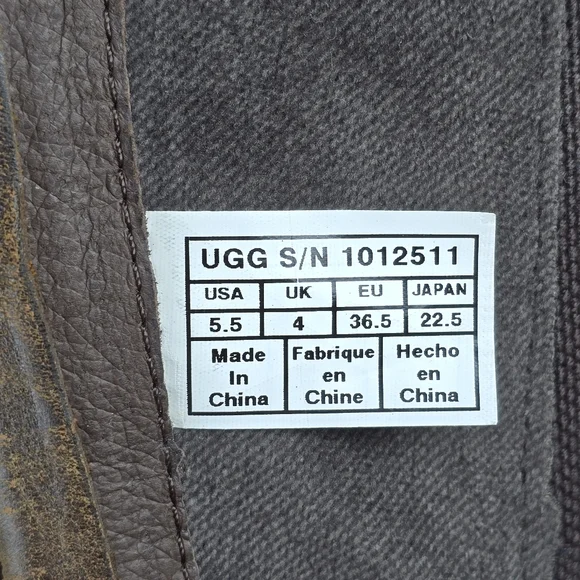 UGG S/N 1012511
USA UK EU JAPAN
5.5 4 36.5 22.5
Made Fabrique Hecho
In en en
China Chine China